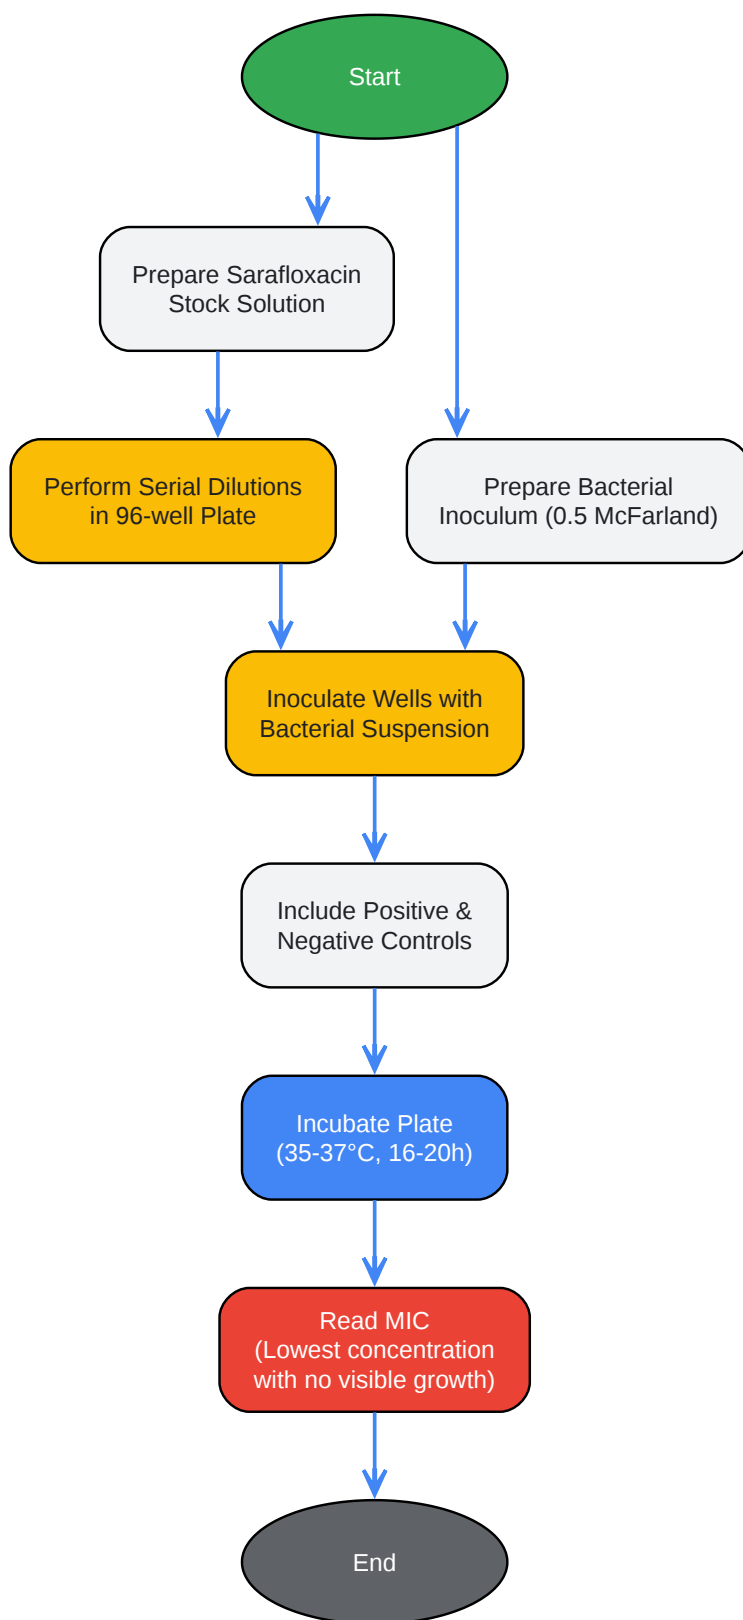 Start
Prepare Sarafloxacin
Stock Solution
Perform Serial Dilutions
in 96-well Plate
Prepare Bacterial
Inoculum (0.5 McFarland)
Inoculate Wells with
Bacterial Suspension
Include Positive &
Negative Controls
Incubate Plate
(35-37°C, 16-20h)
Read MIC
(Lowest concentration
with no visible growth)
End